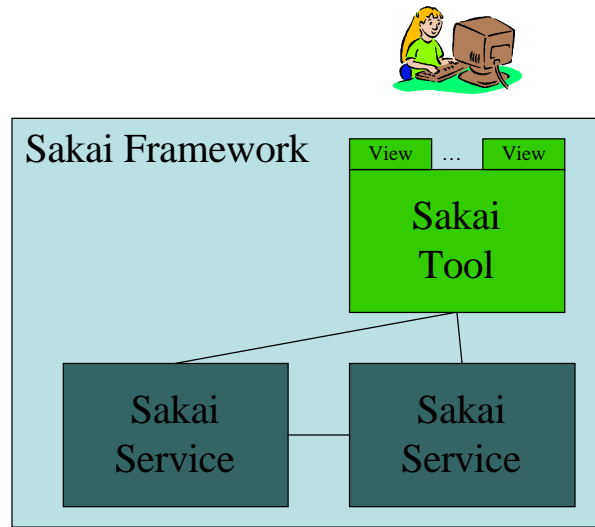 Sakai Framework
View … View
Sakai
Tool
Sakai
Service
Sakai
Service